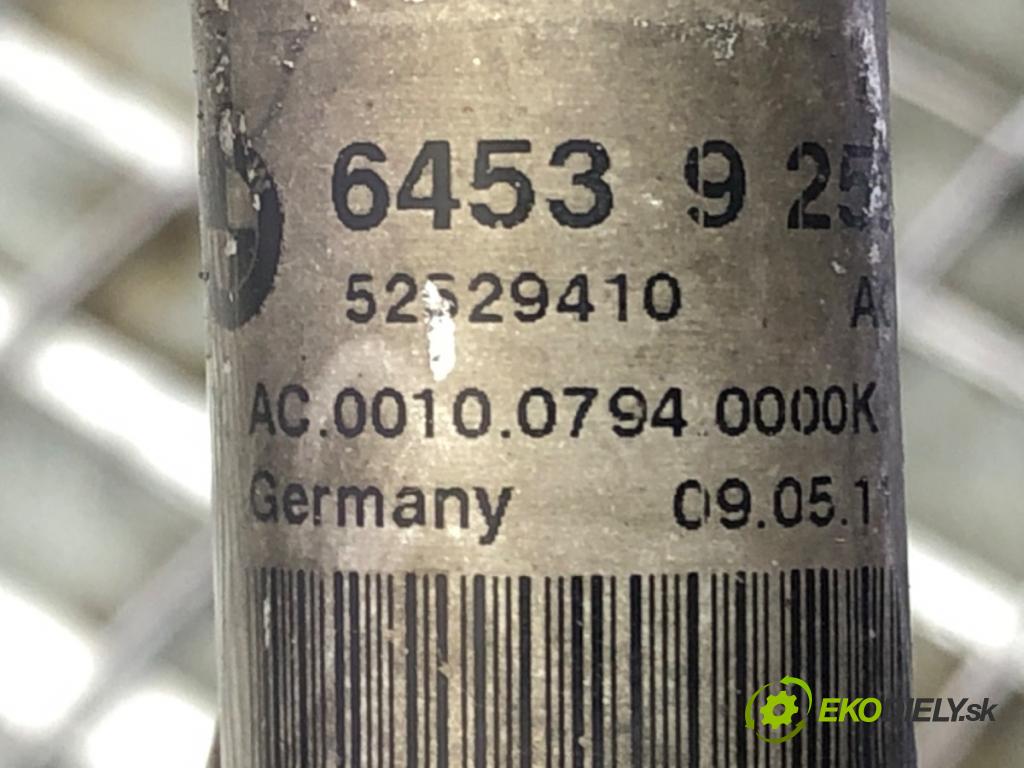 6453 9 25
52529410 A
AC.0010.0794.0000K
Germany 09.05.1
EKODIELY.sk